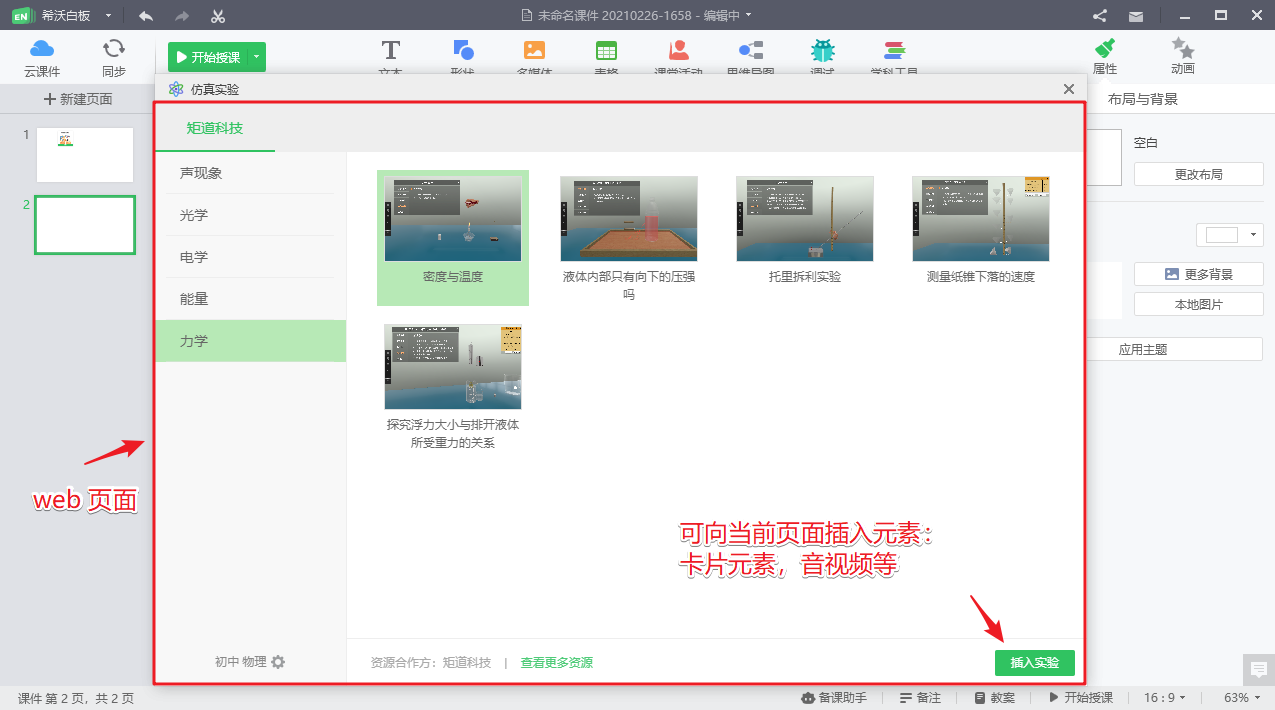 EN 希沃白板
未命名课件 20210226-1658 - 编辑中
云课件
同步
开始授课
文本
形状
多媒体
表格
课堂活动
思维导图
调试
学科工具
属性
动画
新建页面
仿真实验
布局与背景
1
2
矩道科技
声现象
光学
电学
能量
力学
密度与温度
液体内部只有向下的压强
吗
托里拆利实验
测量纸锥下落的速度
探究浮力大小与排开液体
所受重力的关系
空白
更改布局
更多背景
本地图片
应用主题
web 页面
可向当前页面插入元素：
卡片元素，音视频等
初中 物理
资源合作方：矩道科技 | 查看更多资源
插入实验
课件 第 2 页，共 2 页
备课助手
备注
教案
开始授课
16 : 9
63%